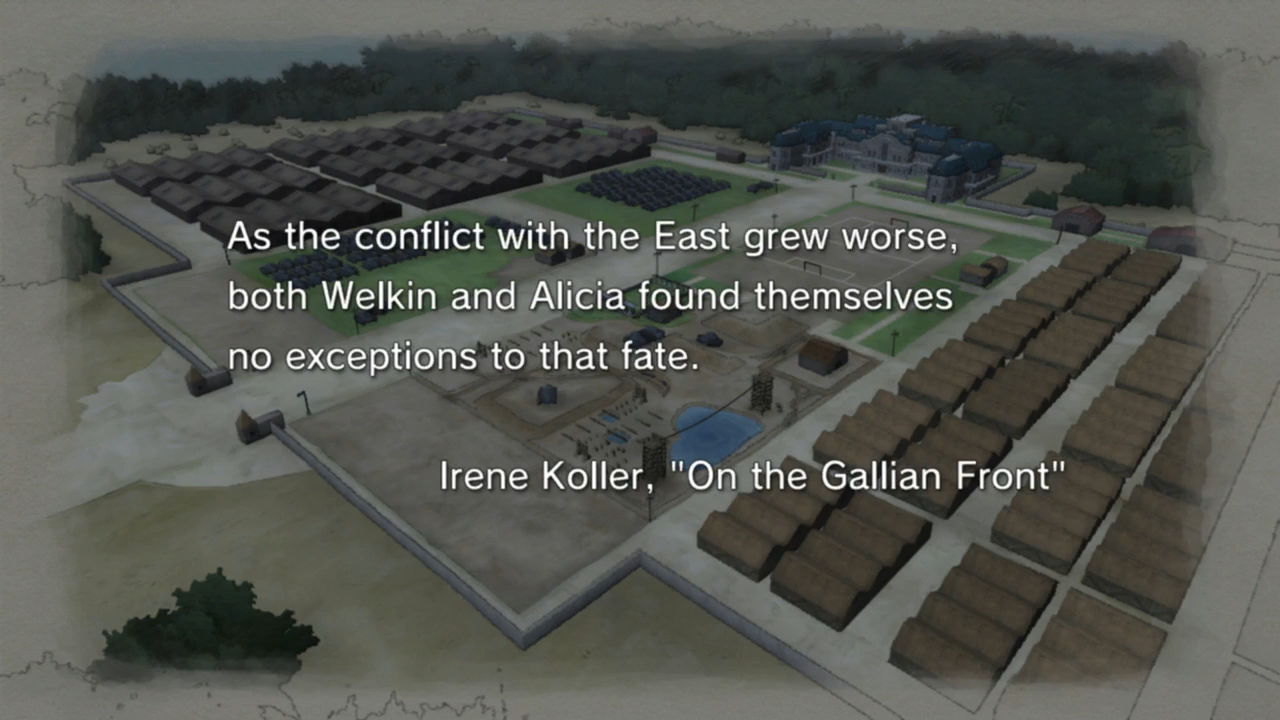 As the conflict with the East grew worse,
both Welkin and Alicia found themselves
no exceptions to that fate.
Irene Koller, "On the Gallian Front"